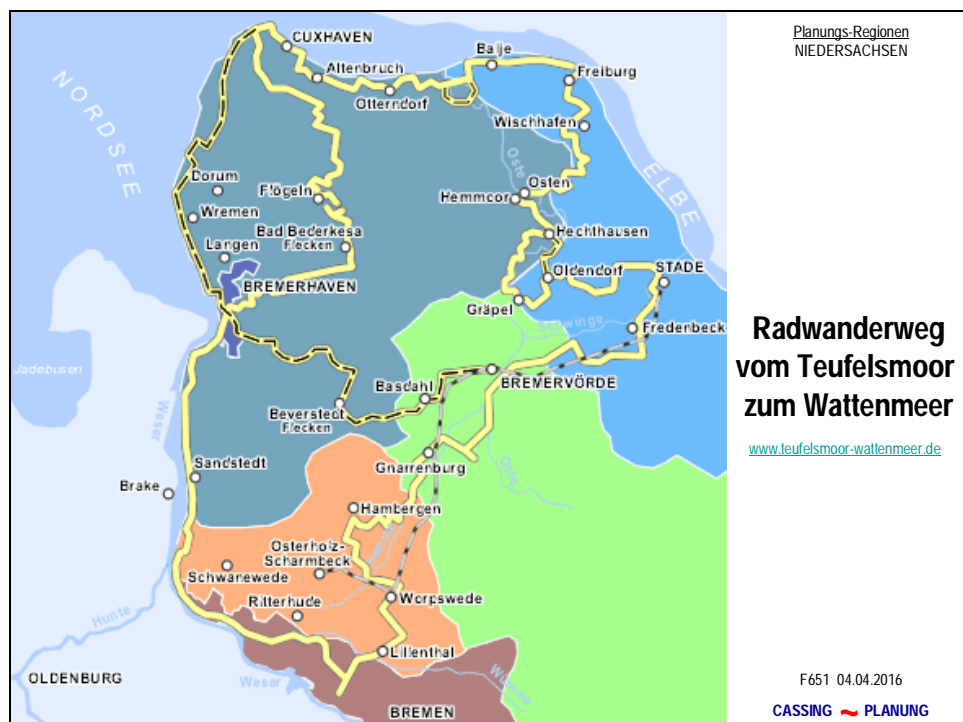 Planungs-Regionen
NIEDERSACHSEN
Radwanderweg
vom Teufelsmoor
zum Wattenmeer
www.teufelsmoor-wattenmeer.de
F651 04.04.2016
CASSING ~ PLANUNG
NORDSEE
CUXHAVEN
Altenbruch
Otterndorf
Balje
Freiburg
Wischhafen
ELBE
Oste
Dorum
Flögeln
Wremen
Osten
Hemmoor
Langen
Bad Bederkesa
Flecken
Hechthausen
BREMERHAVEN
Oldendorf
STADE
Gräpel
Schwinge
Fredenbeck
Jadebusen
Basdahl
BREMERVÖRDE
Beverstedt
Flecken
Weser
Gnarrenburg
Oste
Sandstedt
Brake
Hambergen
Hamme
Osterholz-
Scharmbeck
Schwanewede
Ritterhude
Worpswede
Hunte
Lilienthal
OLDENBURG
Weser
Wümme
BREMEN